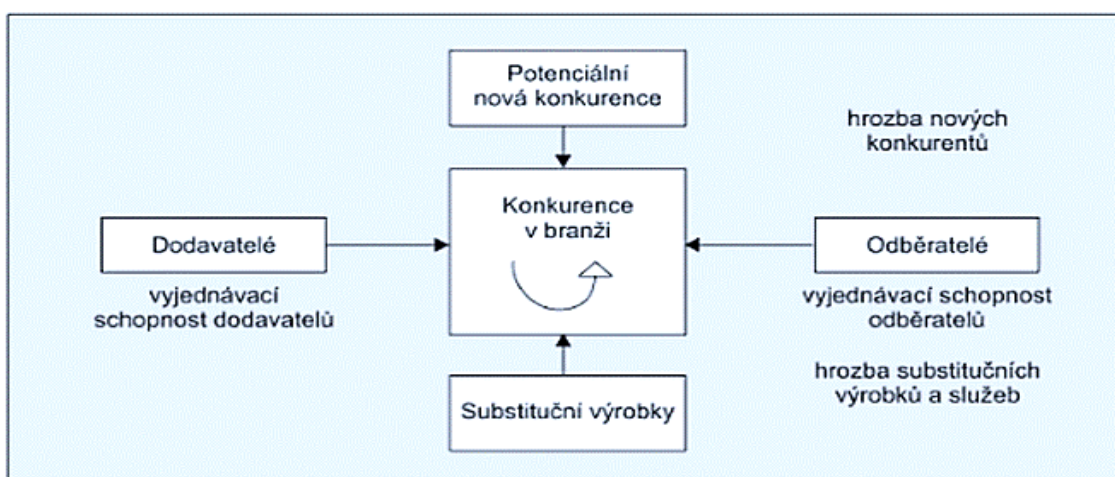 Potenciální
nová konkurence
hrozba nových
konkurentů
Konkurence
v branži
Dodavatelé
vyjednávací
schopnost dodavatelů
Odběratelé
vyjednávací schopnost
odběratelů
hrozba substitučních
výrobků a služeb
Substituční výrobky